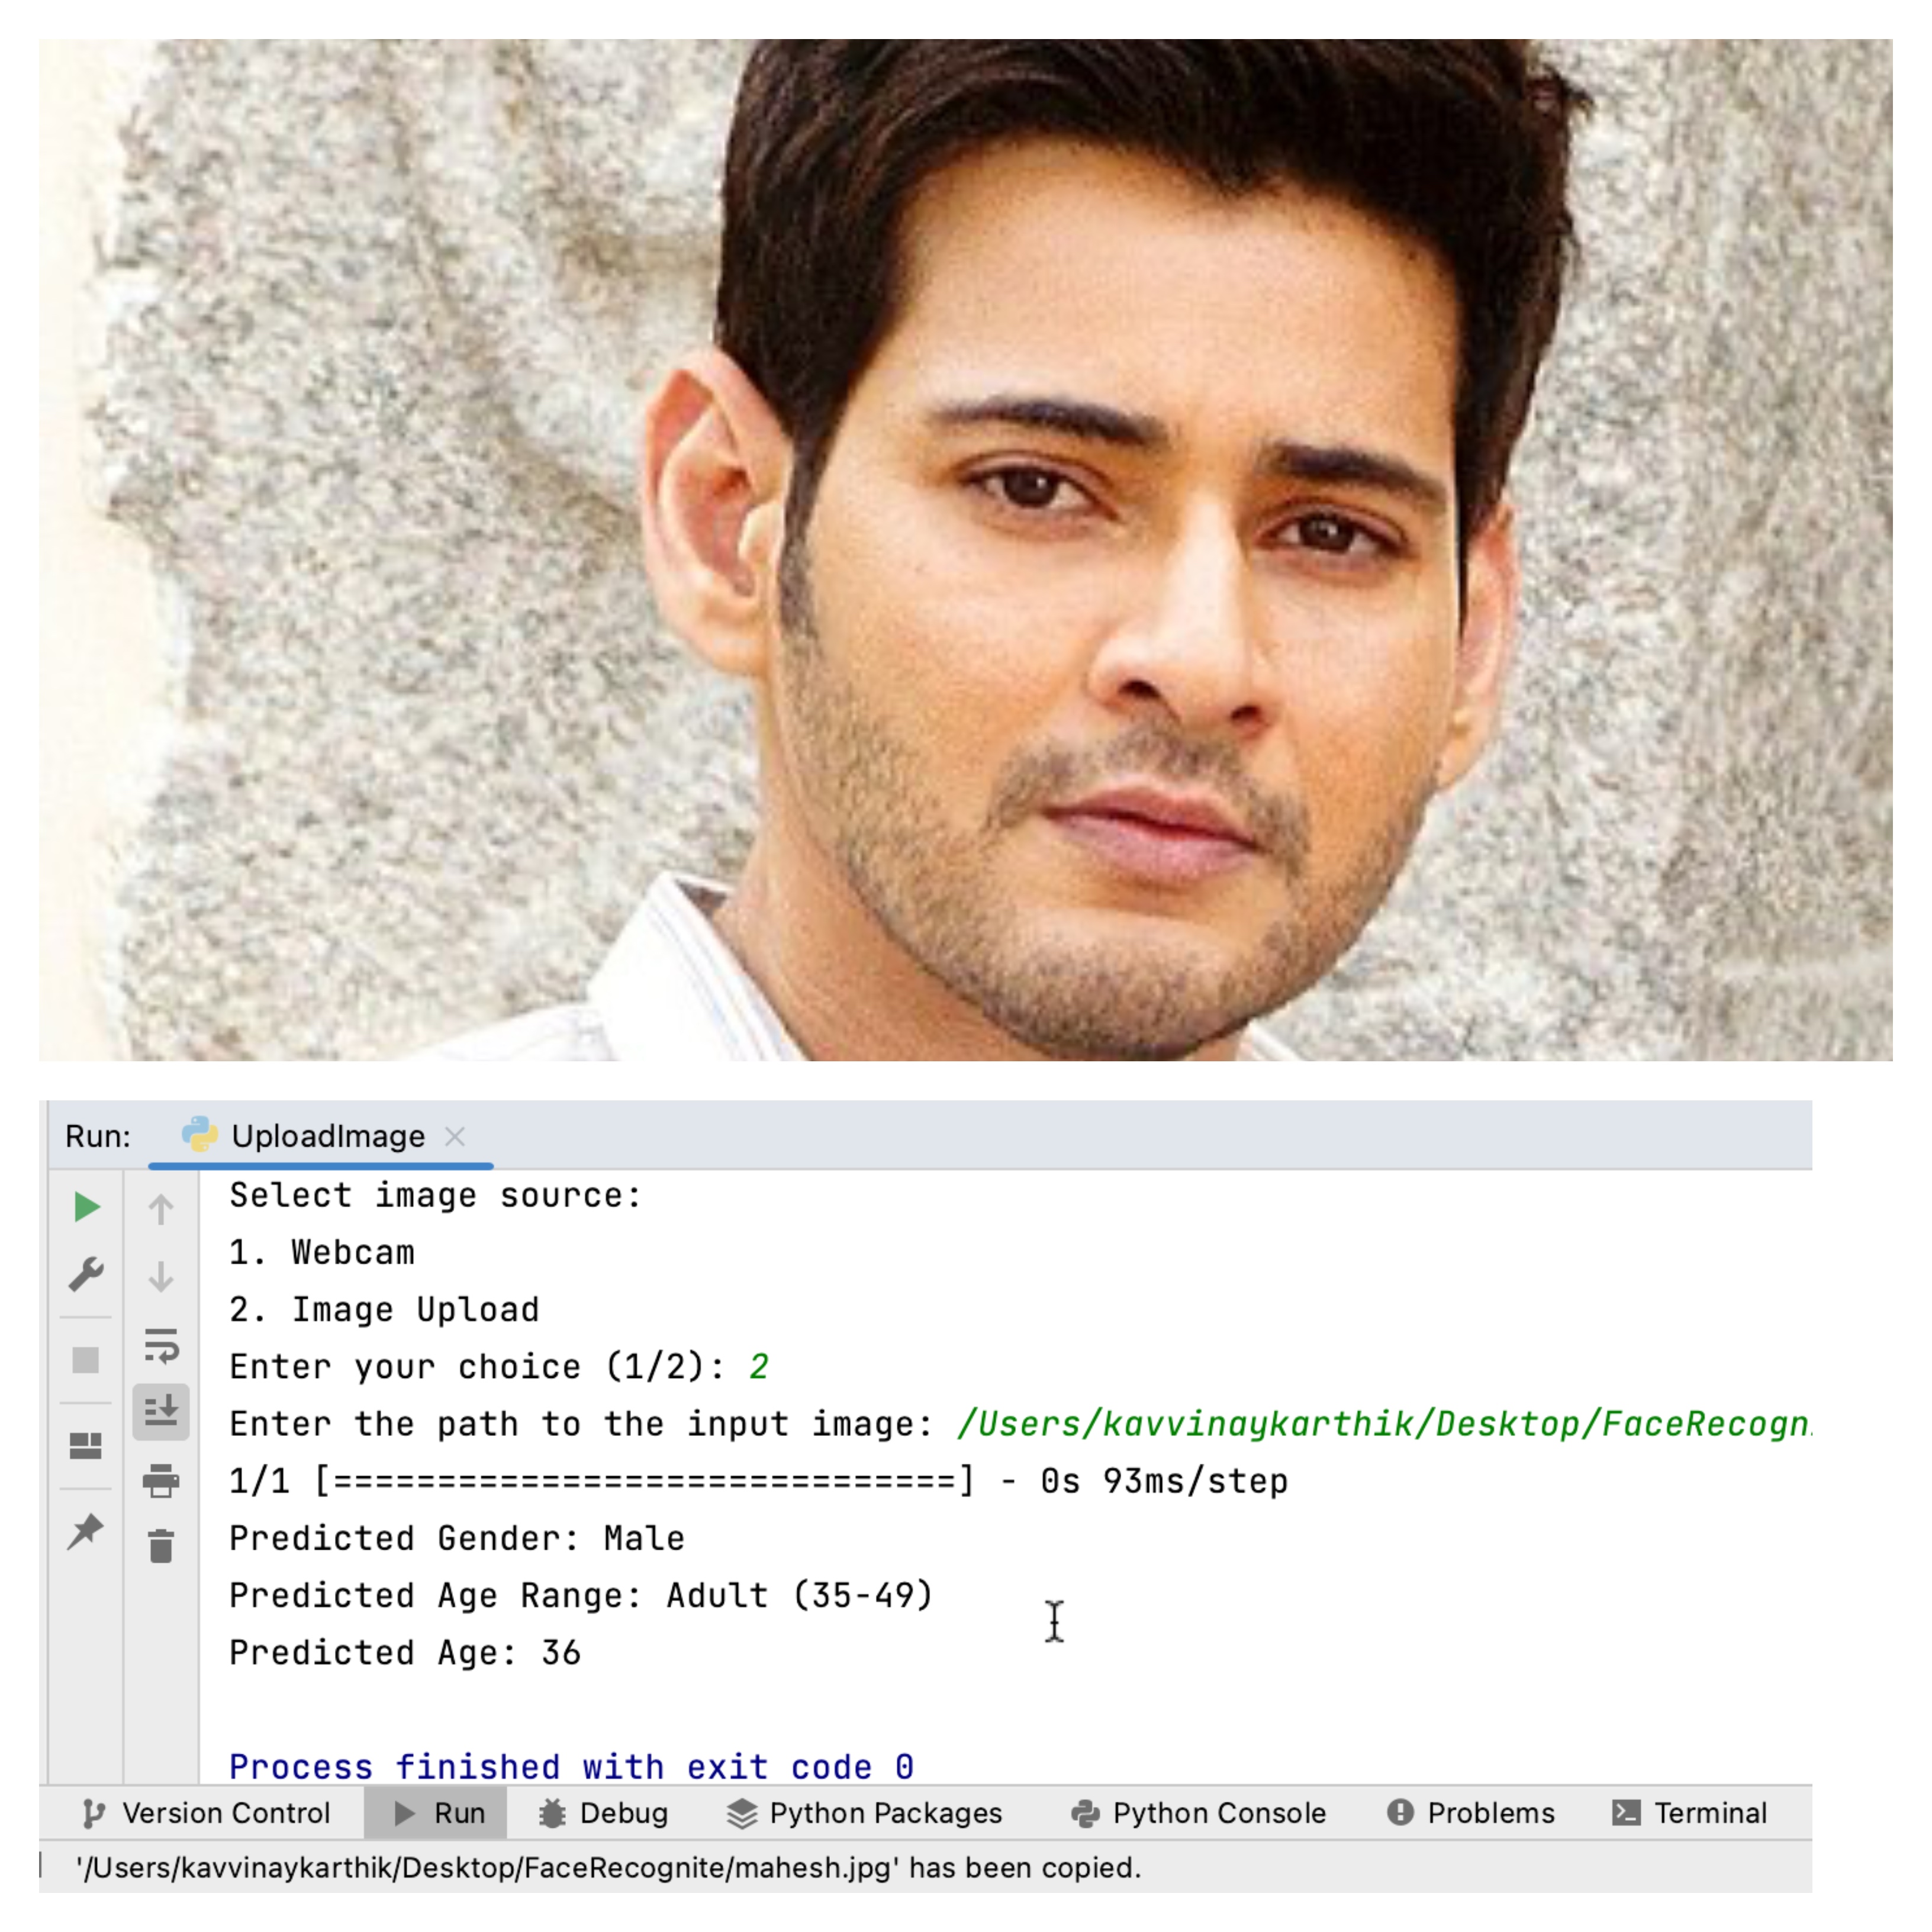 Run: UploadImage
Select image source:
1. Webcam
2. Image Upload
Enter your choice (1/2): 2
Enter the path to the input image: /Users/kavvinaykarthik/Desktop/FaceRecogn
1/1 [==============================] - 0s 93ms/step
Predicted Gender: Male
Predicted Age Range: Adult (35-49)
Predicted Age: 36
Process finished with exit code 0
Version Control Run Debug Python Packages Python Console Problems Terminal
'/Users/kavvinaykarthik/Desktop/FaceRecognite/mahesh.jpg' has been copied.